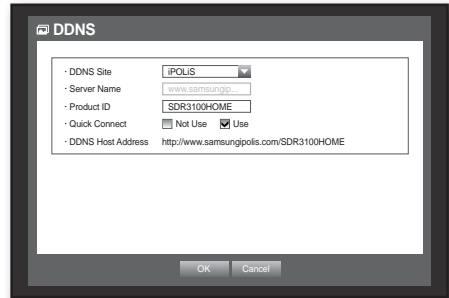 DDNS
· DDNS Site iPOLiS
· Server Name www.samsungip...
· Product ID SDR3100HOME
· Quick Connect Not Use Use
· DDNS Host Address http://www.samsungipolis.com/SDR3100HOME
OK Cancel